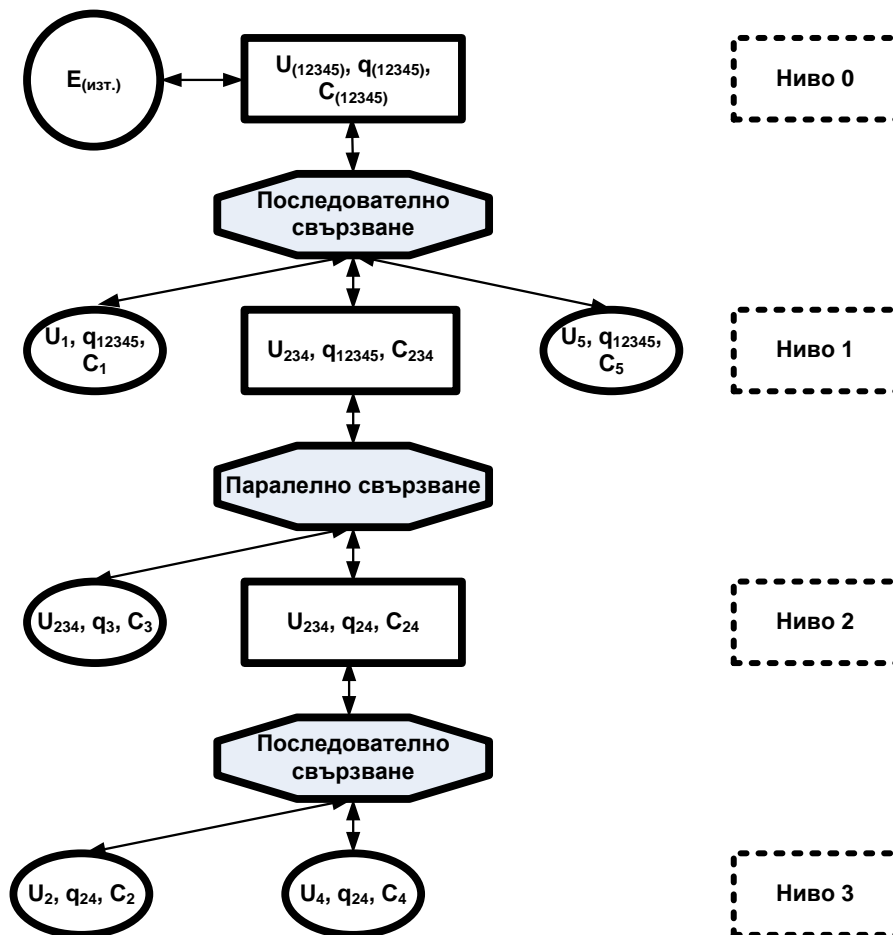 E(изт.)
U(12345), q(12345),
C(12345)
Ниво 0
Последователно
свързване
U1, q12345,
C1
U234, q12345, C234
U5, q12345,
C5
Ниво 1
Паралелно свързване
U234, q3, C3
U234, q24, C24
Ниво 2
Последователно
свързване
U2, q24, C2
U4, q24, C4
Ниво 3